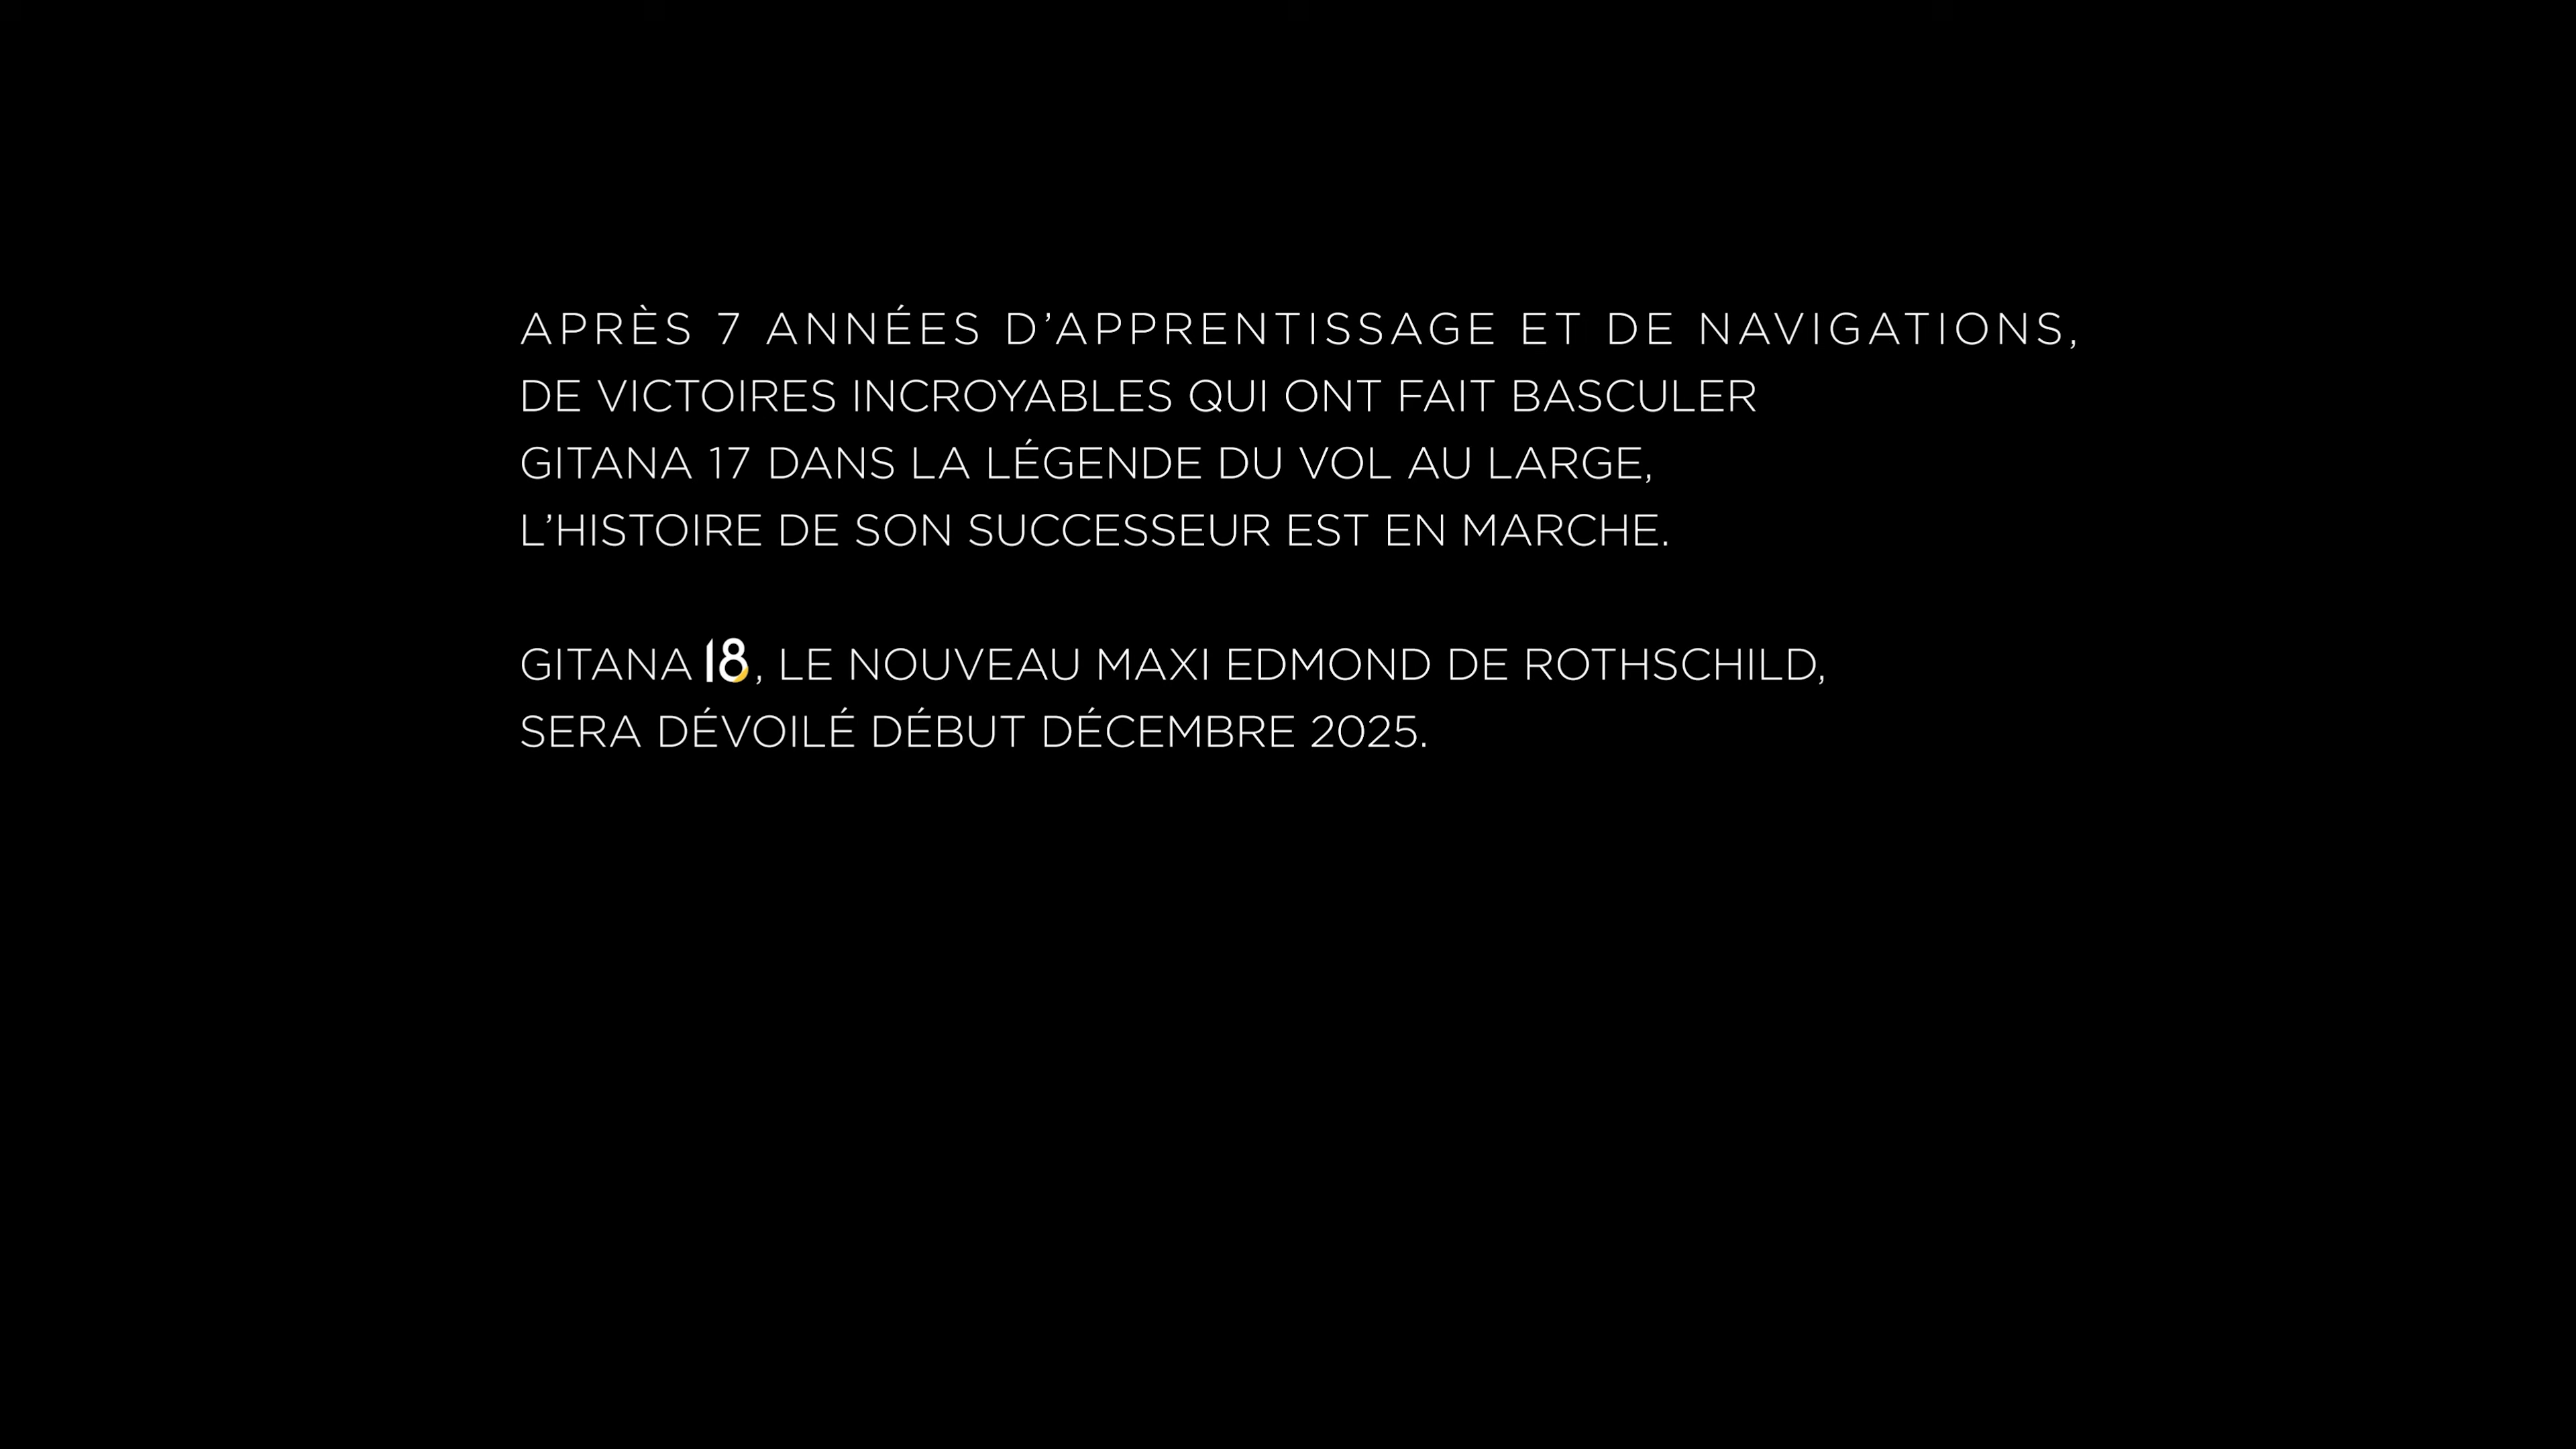 APRÈS 7 ANNÉES D’APPRENTISSAGE ET DE NAVIGATIONS,
DE VICTOIRES INCROYABLES QUI ONT FAIT BASCULER
GITANA 17 DANS LA LÉGENDE DU VOL AU LARGE,
L’HISTOIRE DE SON SUCCESSEUR EST EN MARCHE.
GITANA 18, LE NOUVEAU MAXI EDMOND DE ROTHSCHILD,
SERA DÉVOILÉ DÉBUT DÉCEMBRE 2025.